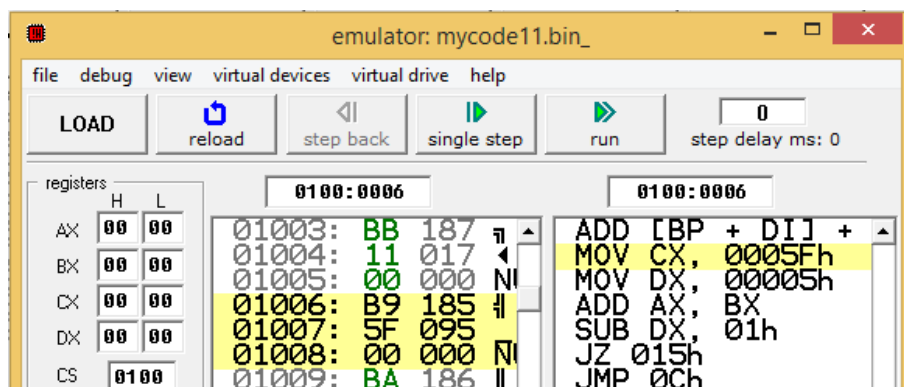 emulator: mycode11.bin_
file debug view virtual devices virtual drive help
LOAD reload step back single step run 0 step delay ms: 0
registers
H L
AX 00 00
BX 00 00
CX 00 00
DX 00 00
CS 0100
0100:0006 0100:0006
01003: BB 187 ╗
01004: 11 017 ◄
01005: 00 000 NU
01006: B9 185 ╣
01007: 5F 095
01008: 00 000 NU
01009: BA 186 ║
ADD [BP + DI] +
MOV CX, 0005Fh
MOV DX, 00005h
ADD AX, BX
SUB DX, 01h
JZ 015h
JMP 0Ch